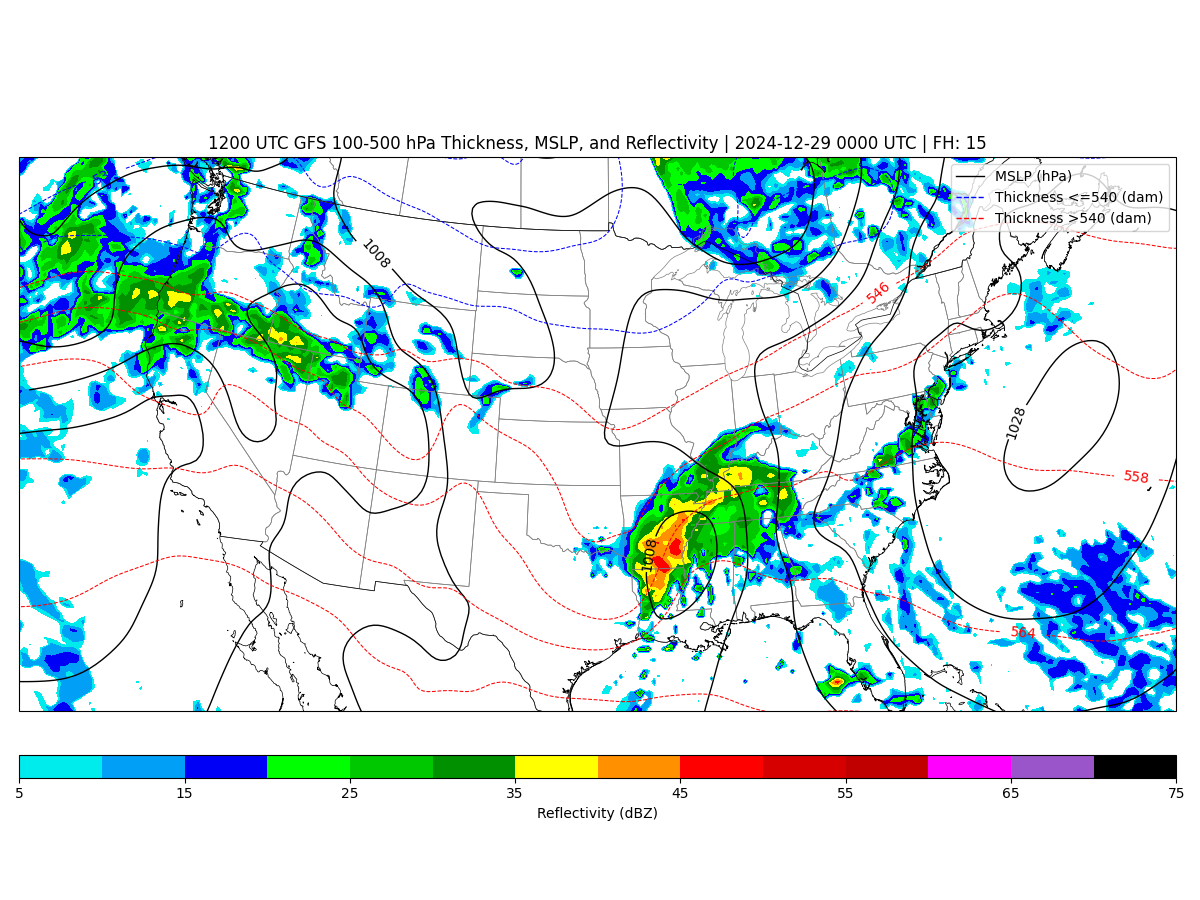 1200 UTC GFS 100-500 hPa Thickness, MSLP, and Reflectivity | 2024-12-29 0000 UTC | FH: 15
MSLP (hPa)
Thickness <=540 (dam)
Thickness >540 (dam)
1008
546
1028
558
1008
564
5
15
25
35
45
55
65
75
Reflectivity (dBZ)